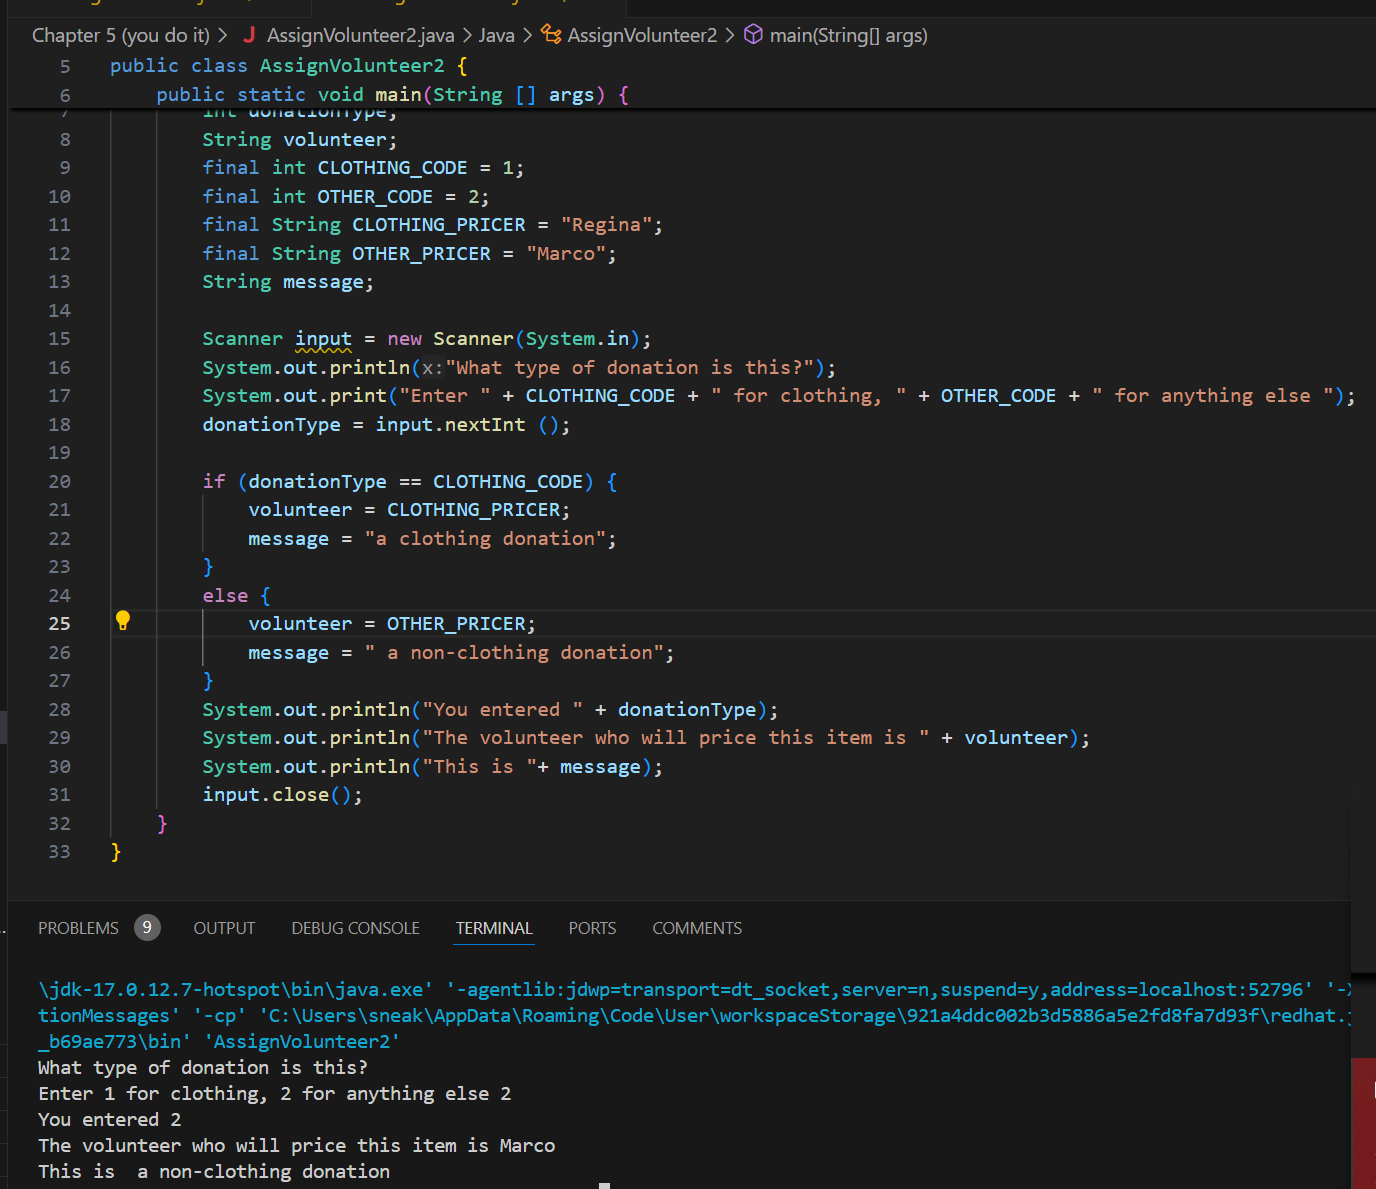 Chapter 5 (you do it) > J AssignVolunteer2.java > Java > AssignVolunteer2 > main(String[] args)
5 public class AssignVolunteer2 {
6 public static void main(String [] args) {
7 int donationType;
8 String volunteer;
9 final int CLOTHING_CODE = 1;
10 final int OTHER_CODE = 2;
11 final String CLOTHING_PRICER = "Regina";
12 final String OTHER_PRICER = "Marco";
13 String message;
14
15 Scanner input = new Scanner(System.in);
16 System.out.println(x:"What type of donation is this?");
17 System.out.print("Enter " + CLOTHING_CODE + " for clothing, " + OTHER_CODE + " for anything else ");
18 donationType = input.nextInt ();
19
20 if (donationType == CLOTHING_CODE) {
21 volunteer = CLOTHING_PRICER;
22 message = "a clothing donation";
23 }
24 else {
25 volunteer = OTHER_PRICER;
26 message = " a non-clothing donation";
27 }
28 System.out.println("You entered " + donationType);
29 System.out.println("The volunteer who will price this item is " + volunteer);
30 System.out.println("This is "+ message);
31 input.close();
32 }
33 }
PROBLEMS 9 OUTPUT DEBUG CONSOLE TERMINAL PORTS COMMENTS
\jdk-17.0.12.7-hotspot\bin\java.exe' '-agentlib:jdwp=transport=dt_socket,server=n,suspend=y,address=localhost:52796' '-X
tionMessages' '-cp' 'C:\Users\sneak\AppData\Roaming\Code\User\workspaceStorage\921a4ddc002b3d5886a5e2fd8fa7d93f\redhat.j
_b69ae773\bin' 'AssignVolunteer2'
What type of donation is this?
Enter 1 for clothing, 2 for anything else 2
You entered 2
The volunteer who will price this item is Marco
This is  a non-clothing donation